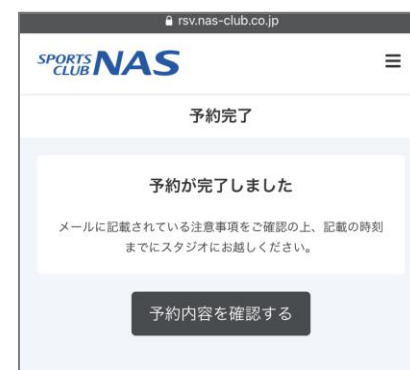 rsv.nas-club.co.jp
SPORTS CLUB NAS
予約完了
予約が完了しました
メールに記載されている注意事項をご確認の上、記載の時刻
までにスタジオにお越しください。
予約内容を確認する